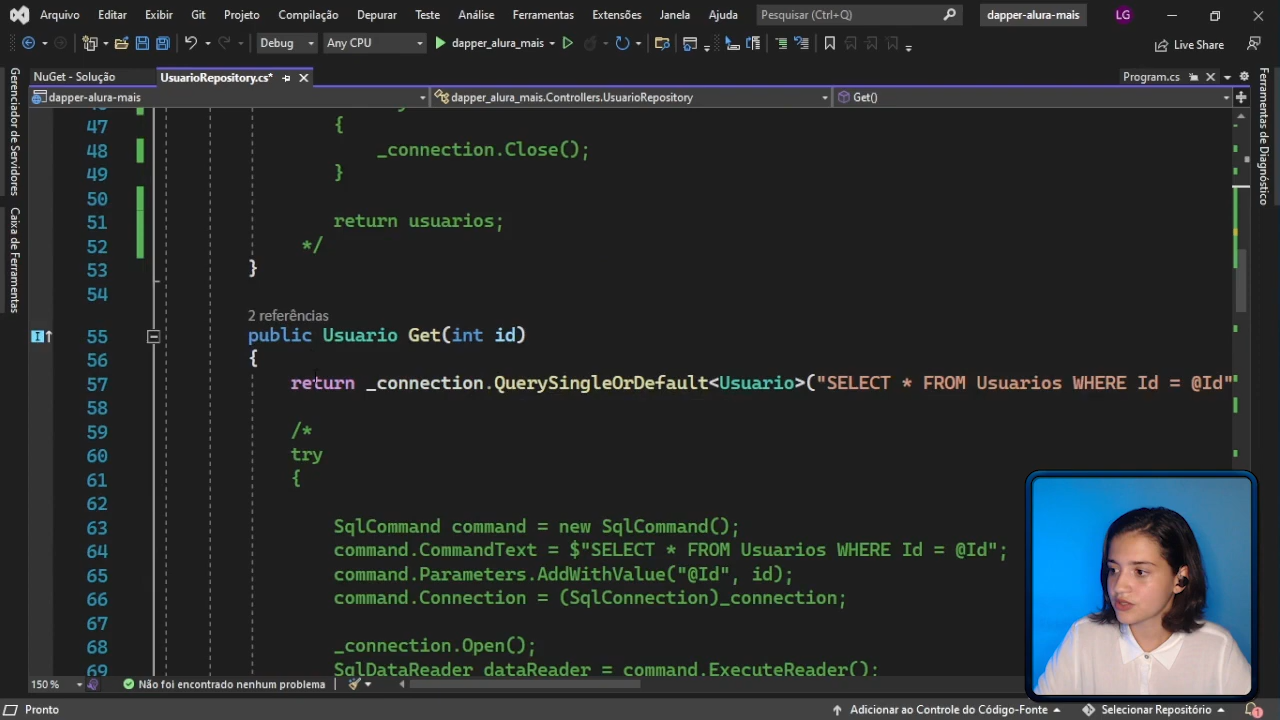 Arquivo Editar Exibir Git Projeto Compilação Depurar Teste Análise Ferramentas Extensões Janela Ajuda Pesquisar (Ctrl+Q) dapper-alura-mais LG
Debug Any CPU dapper_alura_mais Live Share
NuGet - Solução UsuarioRepository.cs* Program.cs
dapper-alura-mais dapper_alura_mais.Controllers.UsuarioRepository Get()
Gerenciador de Servidores
Caixa de Ferramentas
Ferramentas de Diagnóstico
47 {
48 _connection.Close();
49 }
50
51 return usuarios;
52 */
53 }
54
2 referências
55 public Usuario Get(int id)
56 {
57 return _connection.QuerySingleOrDefault<Usuario>("SELECT * FROM Usuarios WHERE Id = @Id"
58
59 /*
60 try
61 {
62
63 SqlCommand command = new SqlCommand();
64 command.CommandText = $"SELECT * FROM Usuarios WHERE Id = @Id";
65 command.Parameters.AddWithValue("@Id", id);
66 command.Connection = (SqlConnection)_connection;
67
68 _connection.Open();
69 SqlDataReader dataReader = command.ExecuteReader();
150 % Não foi encontrado nenhum problema
Pronto Adicionar ao Controle do Código-Fonte Selecionar Repositório 1